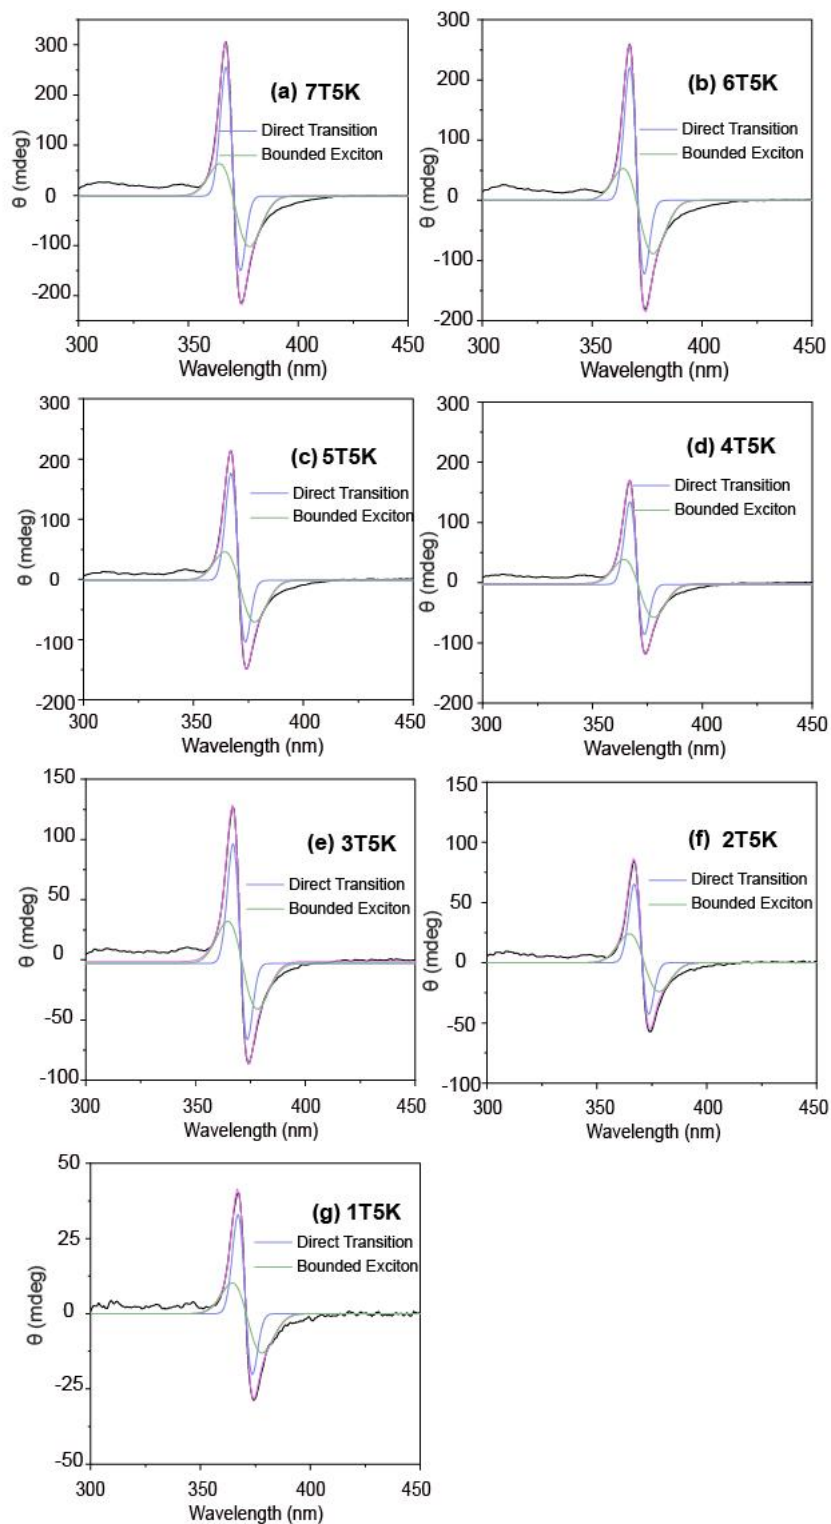 (a) 7T5K
Direct Transition
Bounded Exciton
θ (mdeg)
300
200
100
0
-100
-200
300
350
400
450
Wavelength (nm)
(b) 6T5K
Direct Transition
Bounded Exciton
θ (mdeg)
300
200
100
0
-100
-200
300
350
400
450
Wavelength (nm)
(c) 5T5K
Direct Transition
Bounded Exciton
θ (mdeg)
300
200
100
0
-100
-200
300
350
400
450
Wavelength (nm)
(d) 4T5K
Direct Transition
Bounded Exciton
θ (mdeg)
300
200
100
0
-100
-200
300
350
400
450
Wavelength (nm)
(e) 3T5K
Direct Transition
Bounded Exciton
θ (mdeg)
150
100
50
0
-50
-100
300
350
400
450
Wavelength (nm)
(f) 2T5K
Direct Transition
Bounded Exciton
θ (mdeg)
150
100
50
0
-50
-100
300
350
400
450
Wavelength (nm)
(g) 1T5K
Direct Transition
Bounded Exciton
θ (mdeg)
50
25
0
-25
-50
300
350
400
450
Wavelength (nm)